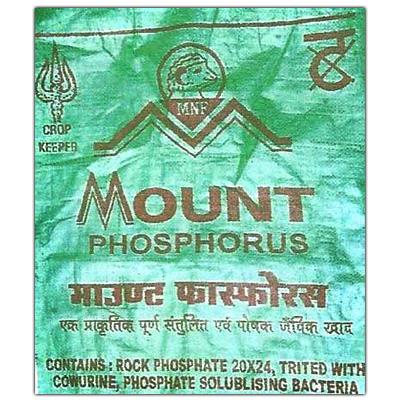 MNF
CROP
KEEPER
MOUNT
PHOSPHORUS
माउण्ट फास्फोरस
एक प्राकृतिक पूर्ण संतुलित एवं पोषक जैविक खाद
CONTAINS : ROCK PHOSPHATE 20X24, TRITED WITH
COWURINE, PHOSPHATE SOLUBLISING BACTERIA